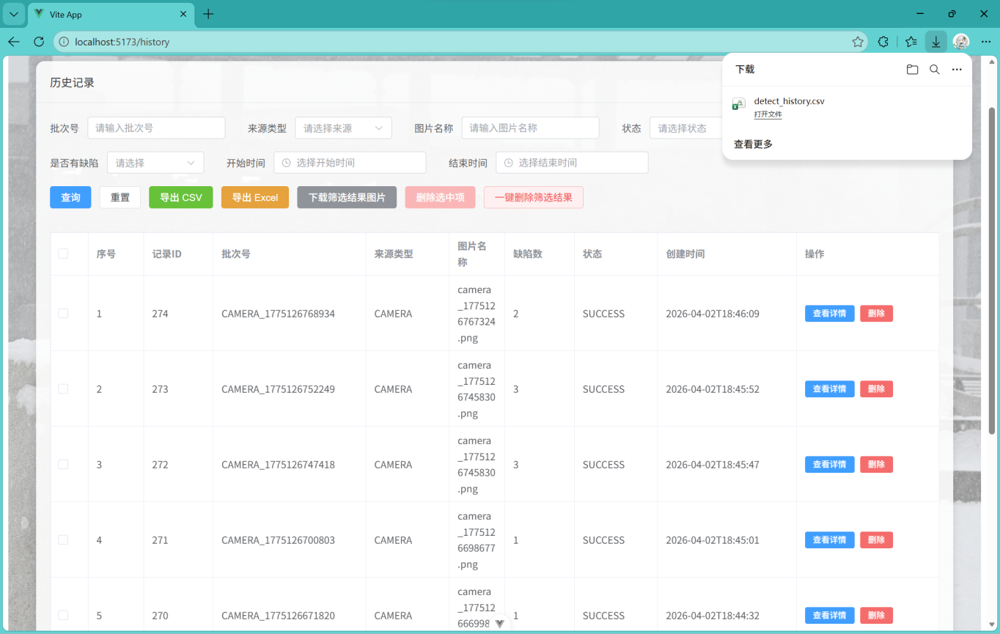 Vite App
localhost:5173/history
下载
detect_history.csv
打开文件
查看更多
历史记录
批次号 请输入批次号 来源类型 请选择来源 图片名称 请输入图片名称 状态 请选择状态
是否有缺陷 请选择 开始时间 选择开始时间 结束时间 选择结束时间
查询 重置 导出 CSV 导出 Excel 下载筛选结果图片 删除选中项 一键删除筛选结果
序号 记录ID 批次号 来源类型 图片名称 缺陷数 状态 创建时间 操作
1 274 CAMERA_1775126768934 CAMERA camera_1775126767324.png 2 SUCCESS 2026-04-02T18:46:09 查看详情 删除
2 273 CAMERA_1775126752249 CAMERA camera_1775126745830.png 3 SUCCESS 2026-04-02T18:45:52 查看详情 删除
3 272 CAMERA_1775126747418 CAMERA camera_1775126745830.png 3 SUCCESS 2026-04-02T18:45:47 查看详情 删除
4 271 CAMERA_1775126700803 CAMERA camera_1775126698677.png 1 SUCCESS 2026-04-02T18:45:01 查看详情 删除
5 270 CAMERA_1775126671820 CAMERA camera_177512666998 1 SUCCESS 2026-04-02T18:44:32 查看详情 删除